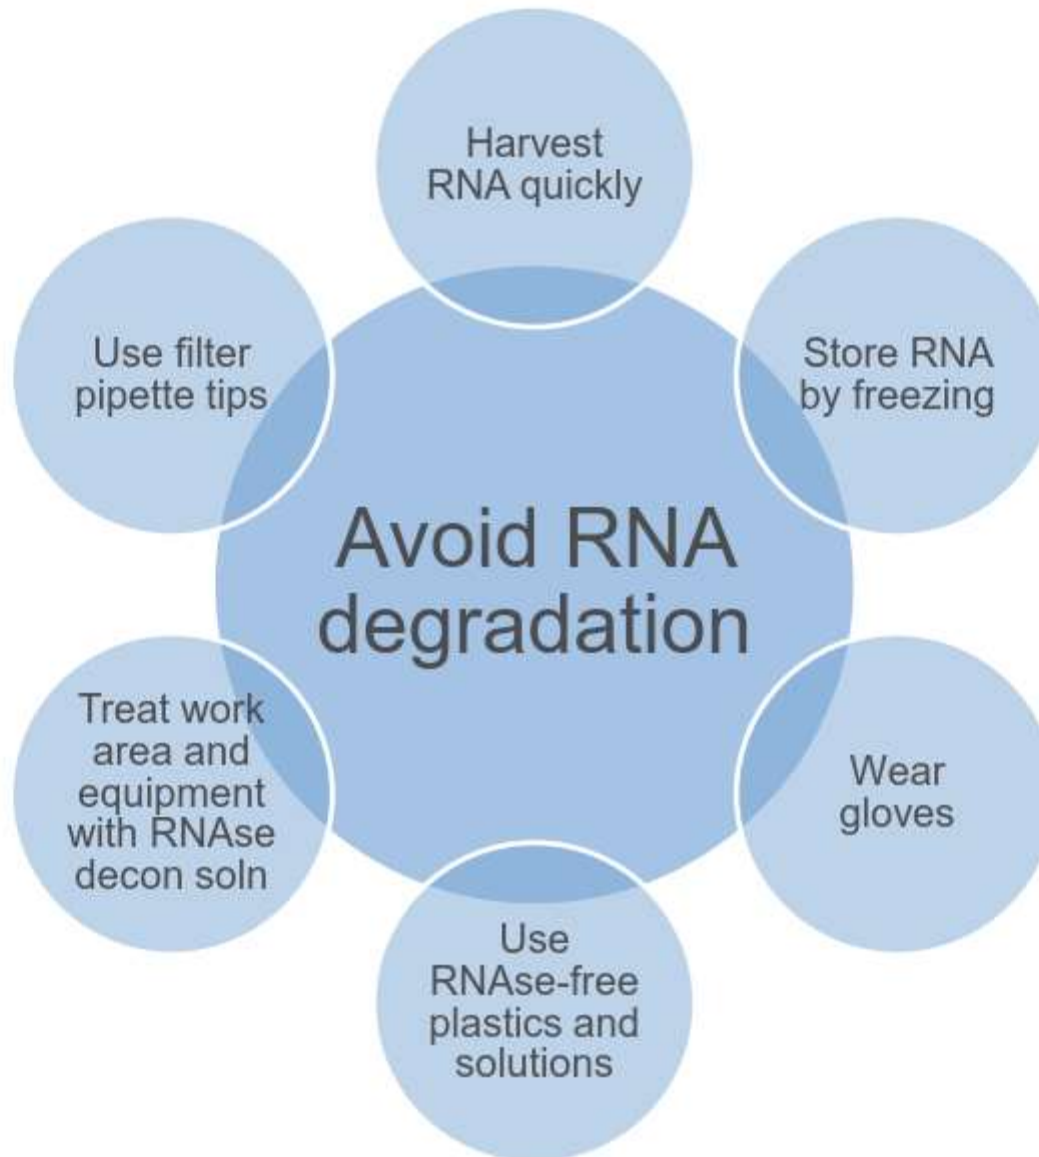 Harvest
RNA quickly
Store RNA
by freezing
Wear
gloves
Use
RNAse-free
plastics and
solutions
Treat work
area and
equipment
with RNAse
decon soln
Use filter
pipette tips
Avoid RNA
degradation